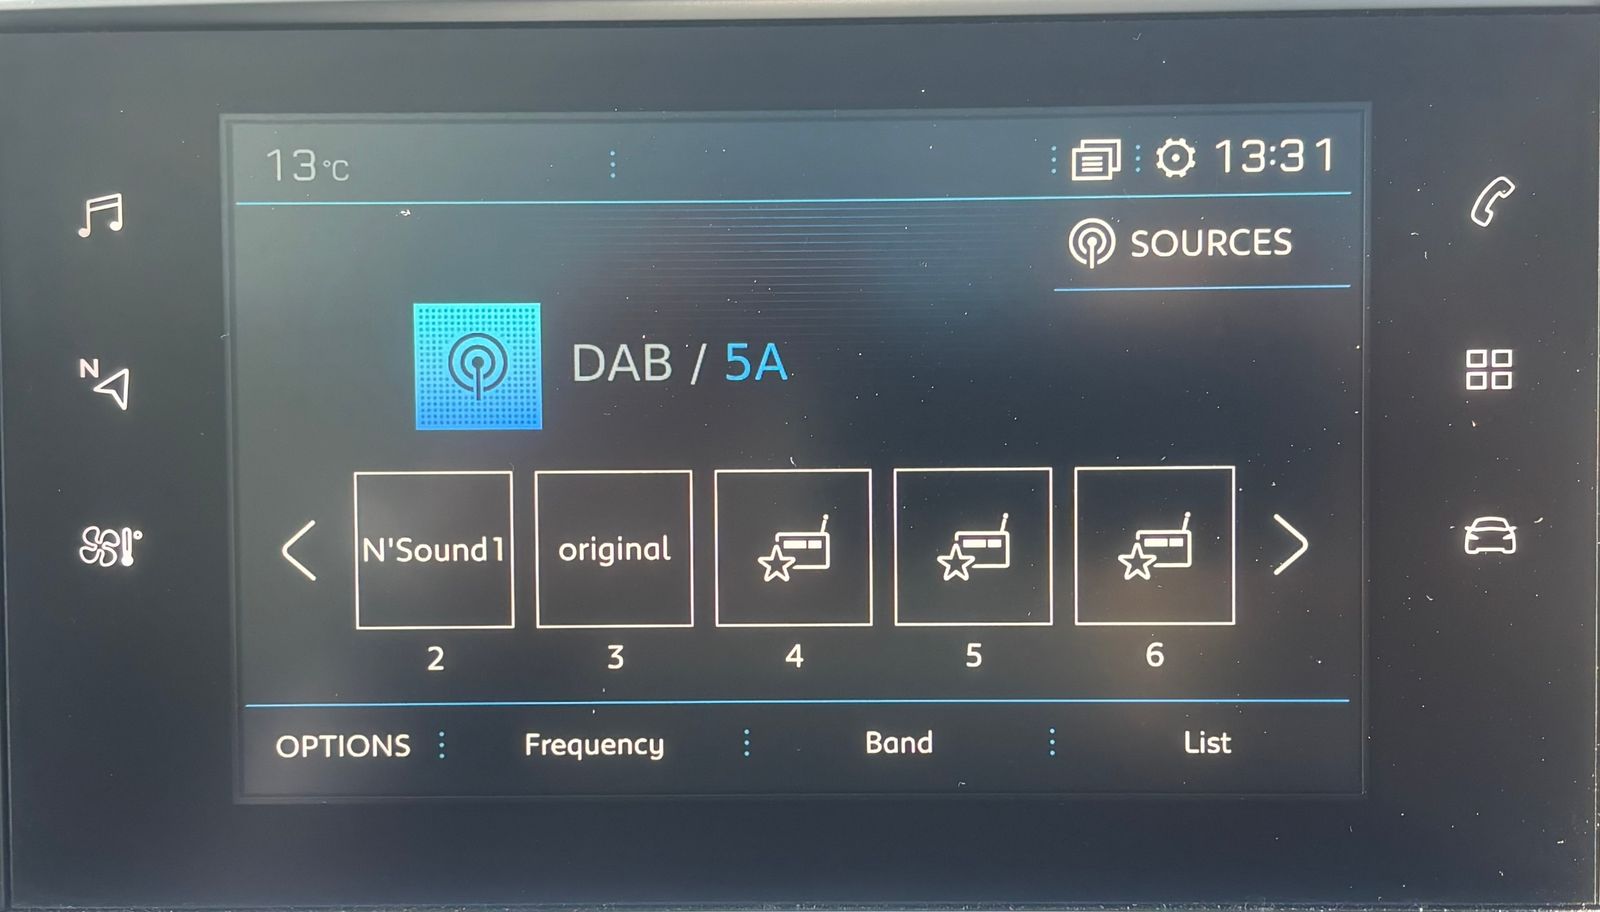 13°C
13:31
SOURCES
N
DAB / 5A
N'Sound1 original
2 3 4 5 6
OPTIONS Frequency Band List